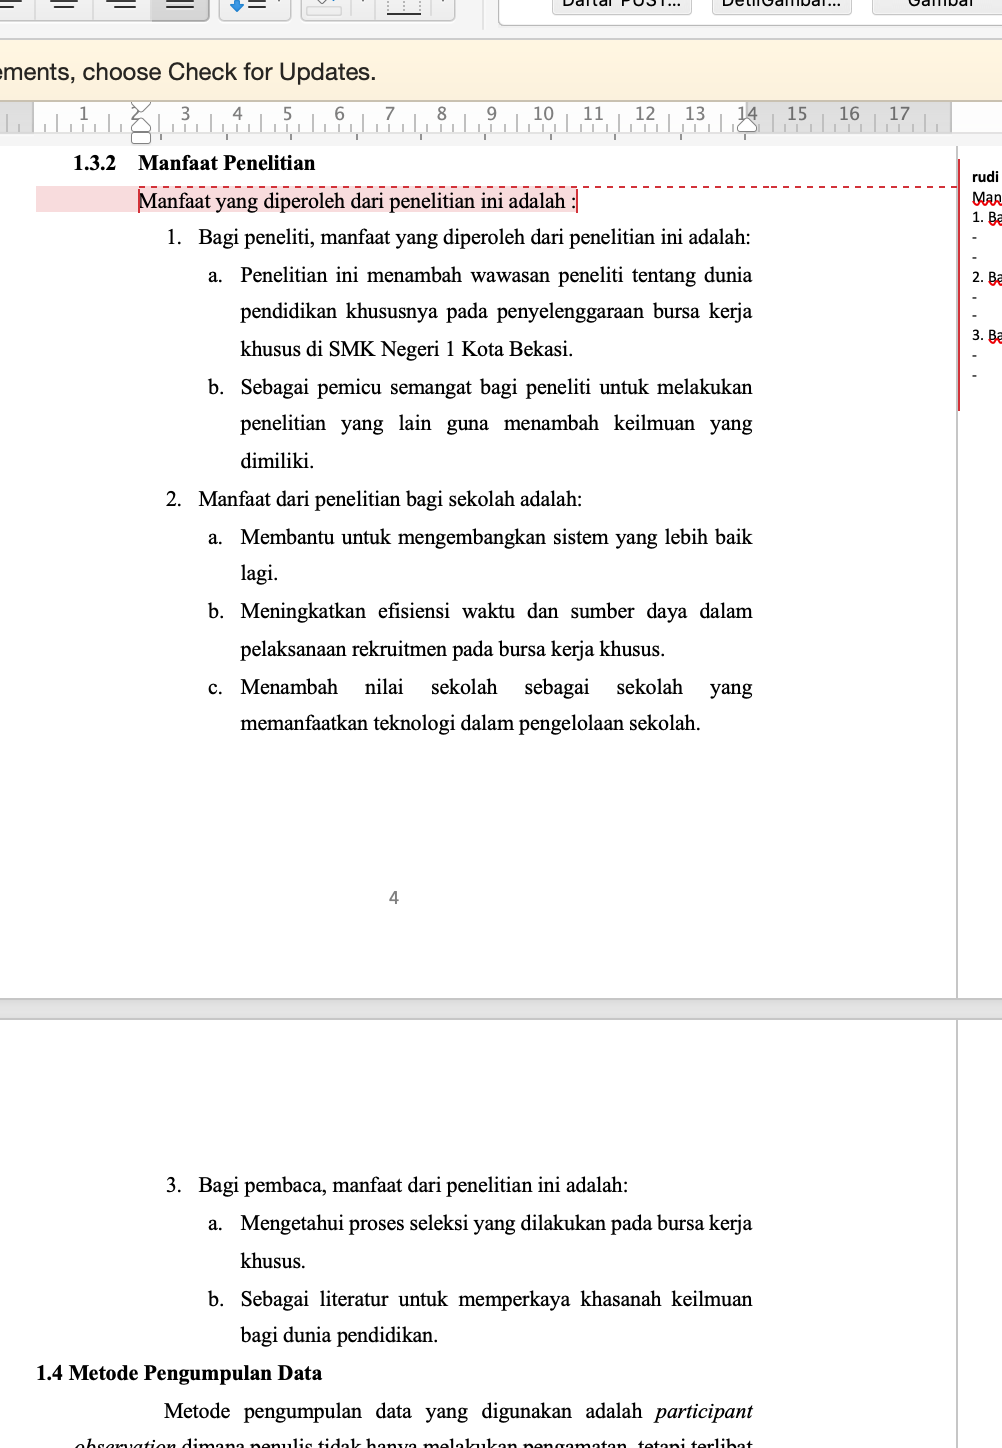 Daftar PUST... DetilGambar... Gambar
ements, choose Check for Updates.
1 2 3 4 5 6 7 8 9 10 11 12 13 14 15 16 17
1.3.2 Manfaat Penelitian
rudi
Manfaat yang diperoleh dari penelitian ini adalah :
Man
1. Bagi peneliti, manfaat yang diperoleh dari penelitian ini adalah:
1. Ba
-
a. Penelitian ini menambah wawasan peneliti tentang dunia
-
2. Ba
pendidikan khususnya pada penyelenggaraan bursa kerja
-
-
3. Ba
khusus di SMK Negeri 1 Kota Bekasi.
-
-
b. Sebagai pemicu semangat bagi peneliti untuk melakukan
penelitian yang lain guna menambah keilmuan yang
dimiliki.
2. Manfaat dari penelitian bagi sekolah adalah:
a. Membantu untuk mengembangkan sistem yang lebih baik
lagi.
b. Meningkatkan efisiensi waktu dan sumber daya dalam
pelaksanaan rekruitmen pada bursa kerja khusus.
c. Menambah nilai sekolah sebagai sekolah yang
memanfaatkan teknologi dalam pengelolaan sekolah.
4
3. Bagi pembaca, manfaat dari penelitian ini adalah:
a. Mengetahui proses seleksi yang dilakukan pada bursa kerja
khusus.
b. Sebagai literatur untuk memperkaya khasanah keilmuan
bagi dunia pendidikan.
1.4 Metode Pengumpulan Data
Metode pengumpulan data yang digunakan adalah participant
observation dimana penulis tidak hanya melakukan pengamatan, tetapi terlibat